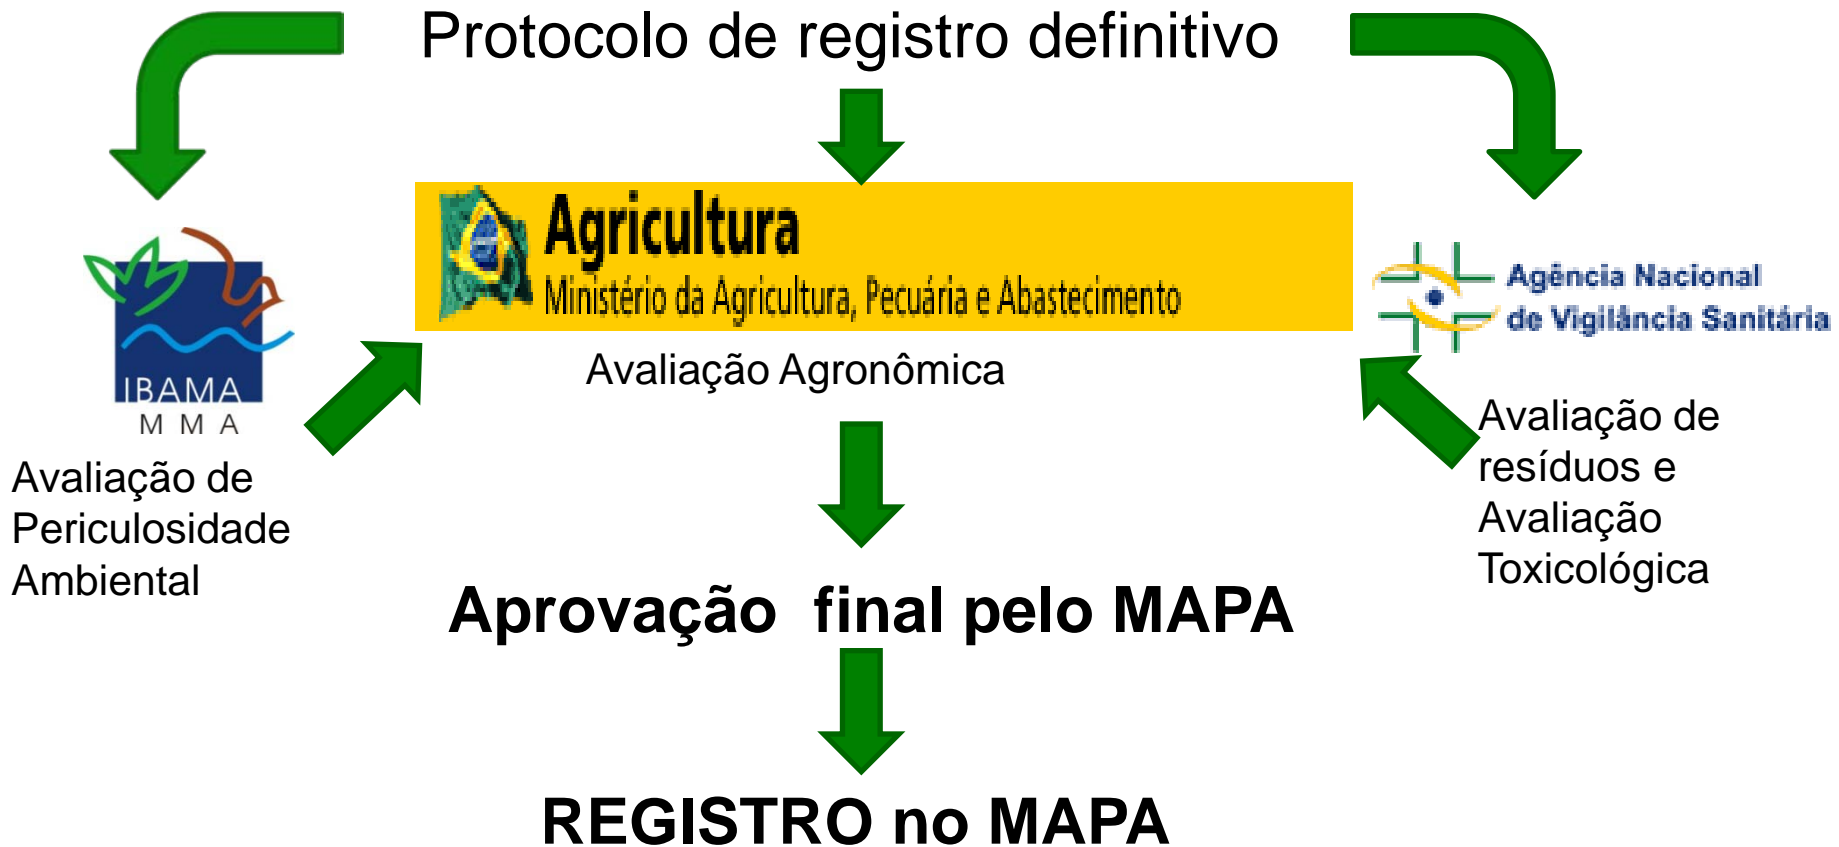 Protocolo de registro definitivo
Agricultura
Ministério da Agricultura, Pecuária e Abastecimento
Agência Nacional
de Vigilância Sanitária
IBAMA
M M A
Avaliação Agronômica
Avaliação de
Periculosidade
Ambiental
Avaliação de
resíduos e
Avaliação
Toxicológica
Aprovação final pelo MAPA
REGISTRO no MAPA